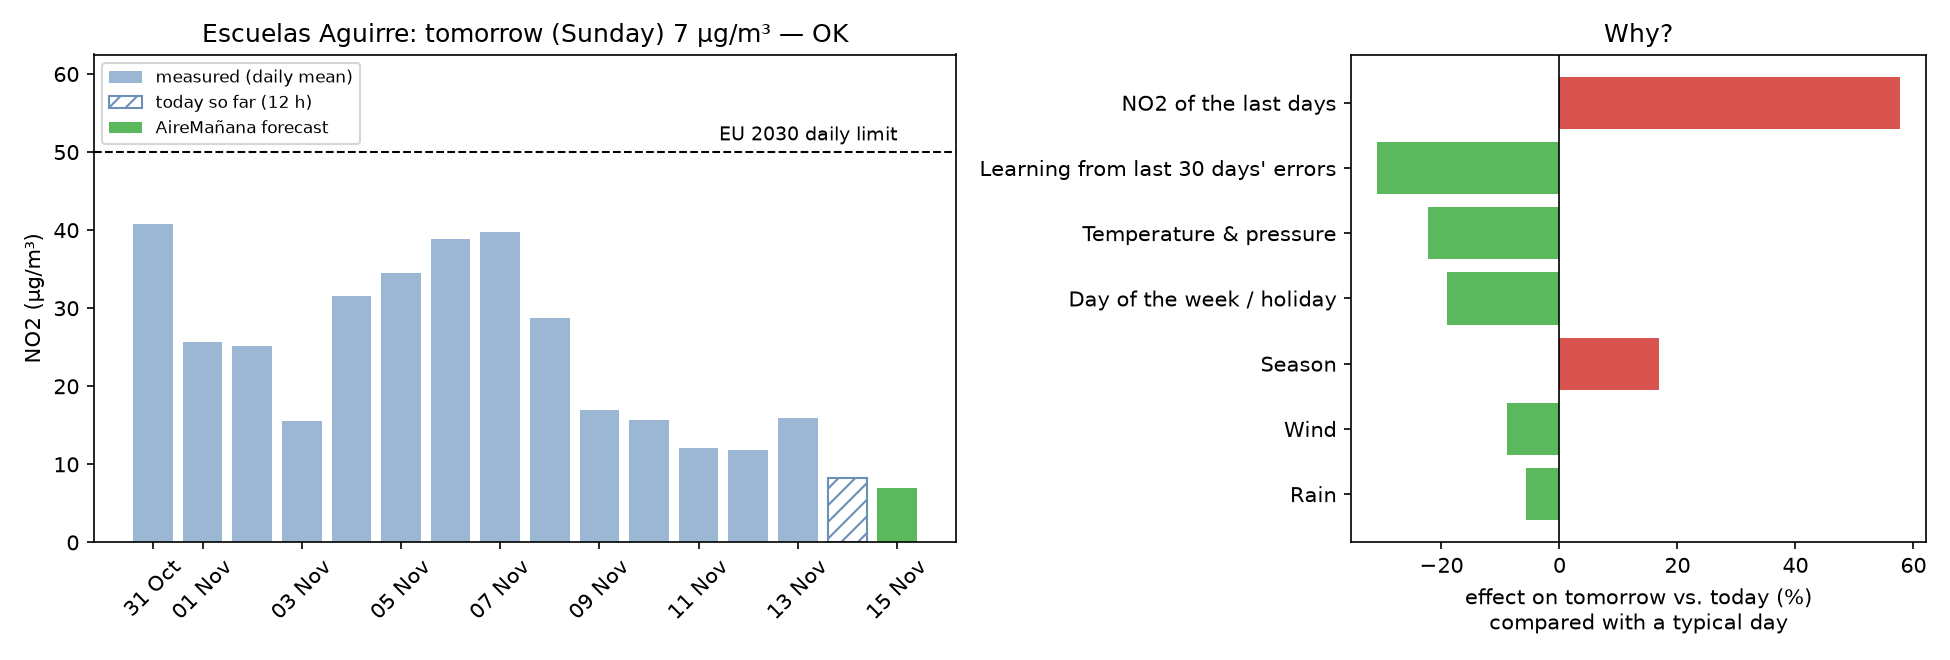 Escuelas Aguirre: tomorrow (Sunday) 7 µg/m³ — OK
NO2 (µg/m³)
60
50
40
30
20
10
0
measured (daily mean)
today so far (12 h)
AireMañana forecast
EU 2030 daily limit
31 Oct
01 Nov
03 Nov
05 Nov
07 Nov
09 Nov
11 Nov
13 Nov
15 Nov
Why?
NO2 of the last days
Learning from last 30 days' errors
Temperature & pressure
Day of the week / holiday
Season
Wind
Rain
−20
0
20
40
60
effect on tomorrow vs. today (%)
compared with a typical day